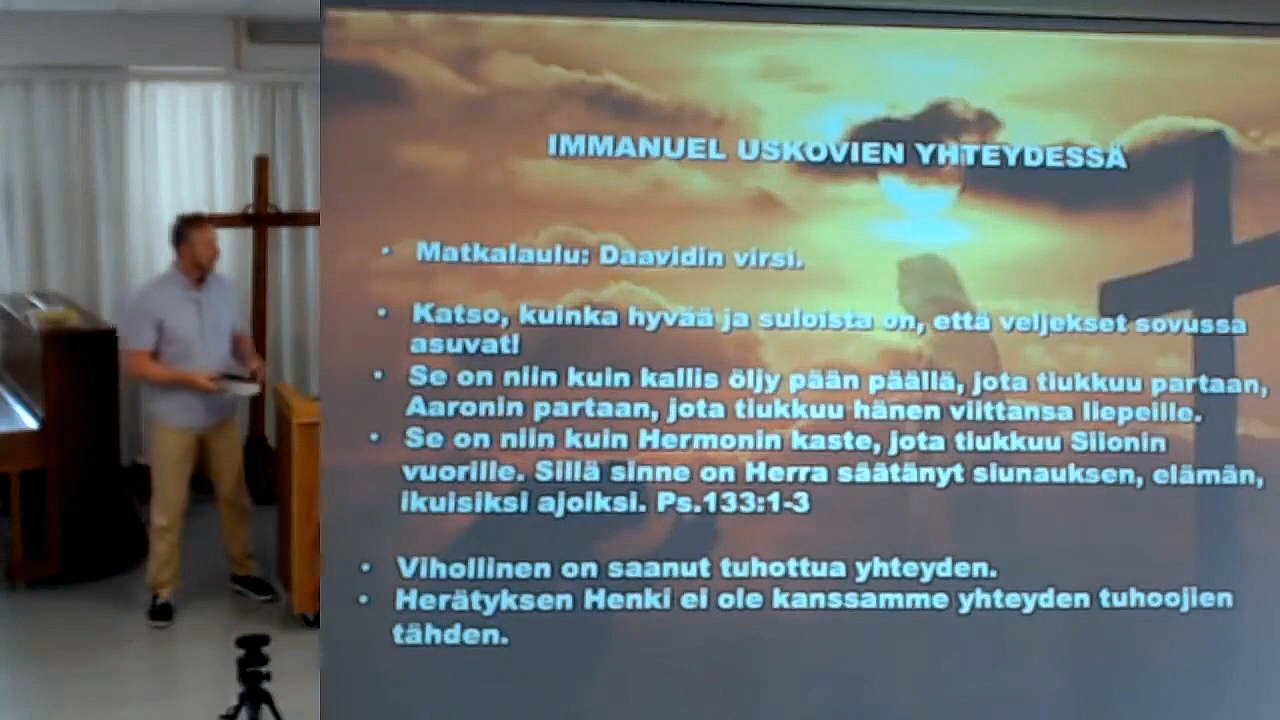 IMMANUEL USKOVIEN YHTEYDESSÄ
• Matkalaulu: Daavidin virsi.
• Katso, kuinka hyvää ja suloista on, että veljekset sovussa
asuvat!
• Se on niin kuin kallis öljy pään päällä, jota tiukkuu partaan,
Aaronin partaan, jota tiukkuu hänen viittansa liepeille.
• Se on niin kuin Hermonin kaste, jota tiukkuu Siionin
vuorille. Sillä sinne on Herra säätänyt siunauksen, elämän,
ikuisiksi ajoiksi. Ps.133:1-3
• Vihollinen on saanut tuhottua yhteyden.
• Herätyksen Henki ei ole kanssamme yhteyden tuhoojien
tähden.